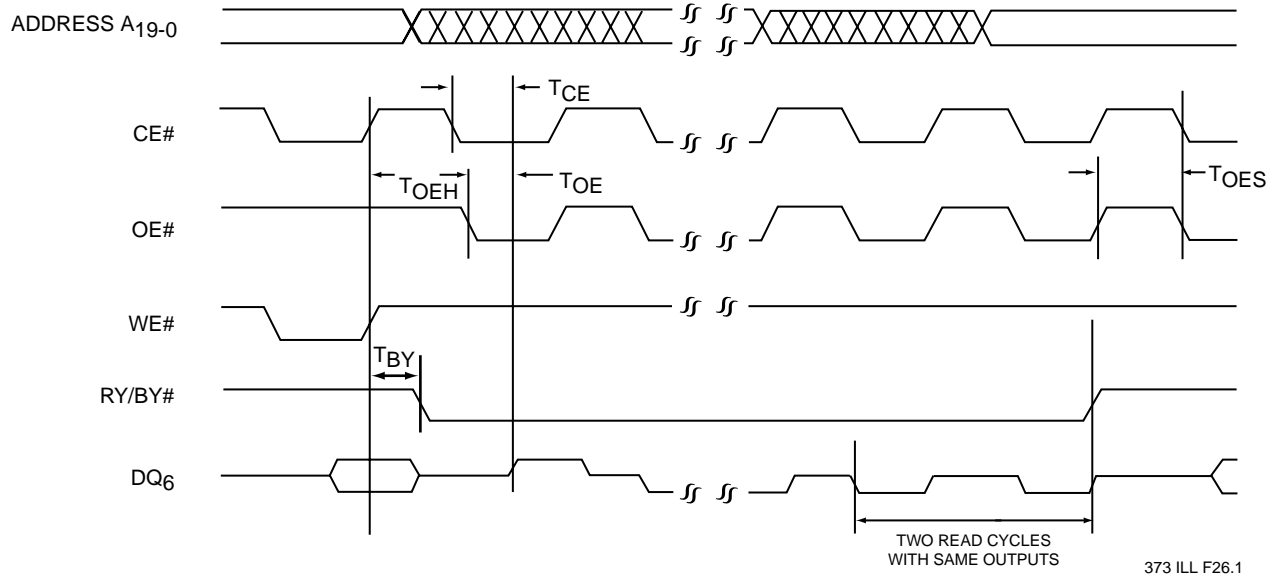 ADDRESS A19-0
TCE
CE#
TOEH
TOE
TOES
OE#
WE#
TBY
RY/BY#
DQ6
TWO READ CYCLES
WITH SAME OUTPUTS
373 ILL F26.1